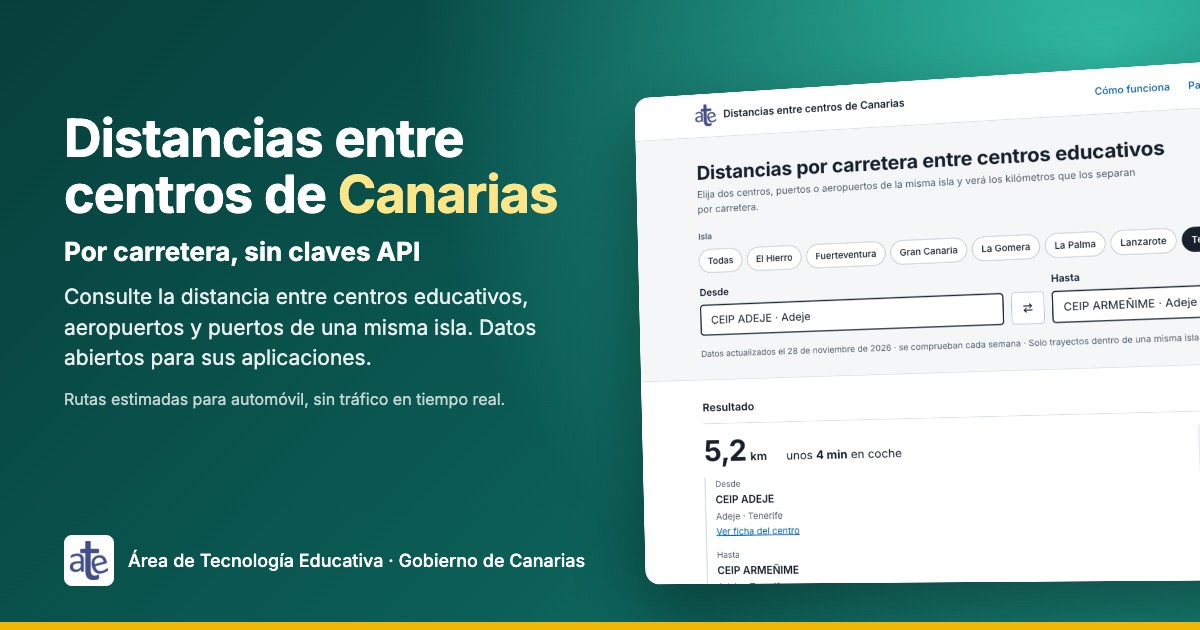 Distancias entre
centros de Canarias
Por carretera, sin claves API
Consulte la distancia entre centros educativos,
aeropuertos y puertos de una misma isla. Datos
abiertos para sus aplicaciones.
Rutas estimadas para automóvil, sin tráfico en tiempo real.
ate
Área de Tecnología Educativa · Gobierno de Canarias
ate
Distancias entre centros de Canarias
Cómo funciona
Distancias por carretera entre centros educativos
Elija dos centros, puertos o aeropuertos de la misma isla y verá los kilómetros que los separan
por carretera.
Isla
Todas
El Hierro
Fuerteventura
Gran Canaria
La Gomera
La Palma
Lanzarote
Desde
CEIP ADEJE · Adeje
⇄
Hasta
CEIP ARMEÑIME · Adeje
Datos actualizados el 28 de noviembre de 2026 · se comprueban cada semana · Solo trayectos dentro de una misma isla
Resultado
5,2 km
unos 4 min en coche
Desde
CEIP ADEJE
Adeje · Tenerife
Ver ficha del centro
Hasta
CEIP ARMEÑIME